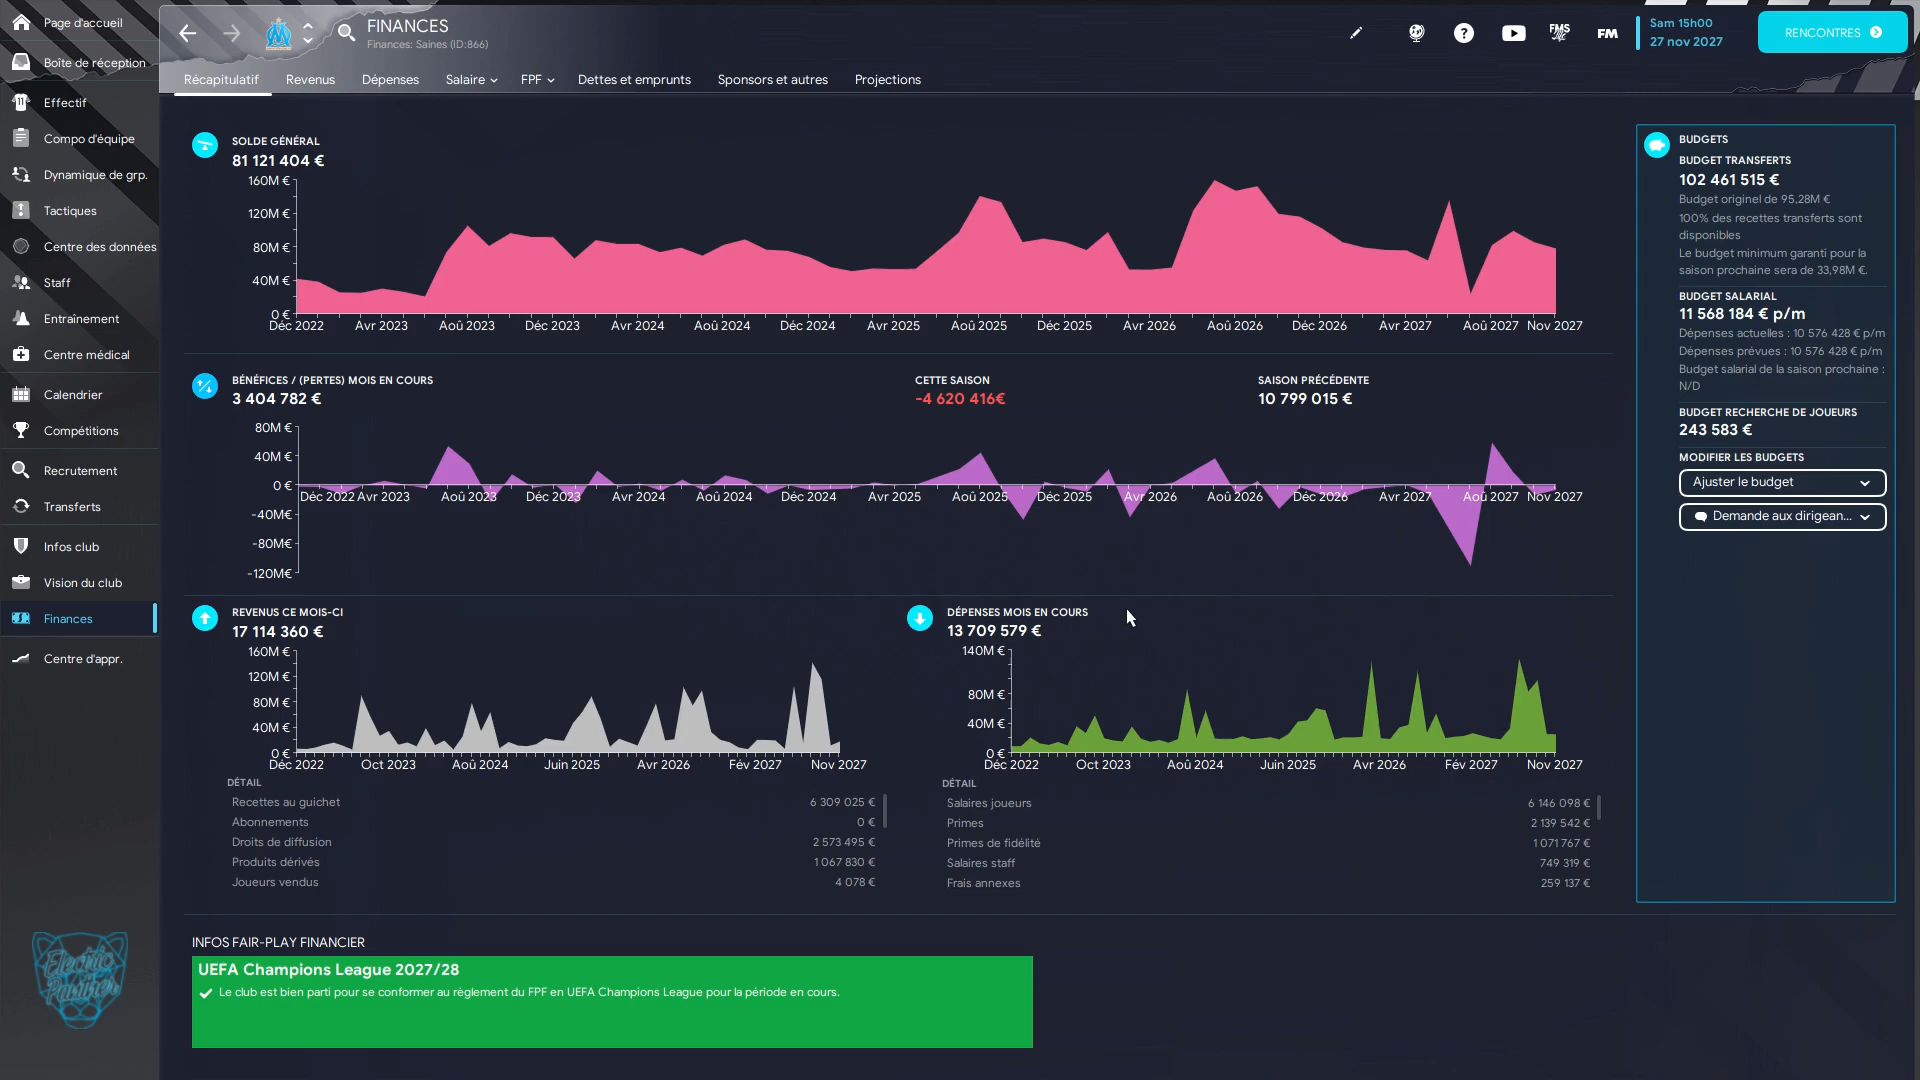 Page d'accueil
Boîte de réception
Effectif
Compo d'équipe
Dynamique de grp.
Tactiques
Centre des données
Staff
Entraînement
Centre médical
Calendrier
Compétitions
Recrutement
Transferts
Infos club
Vision du club
Finances
Centre d'appr.
Electric Panther
FINANCES
Finances: Saines (ID:866)
FMS
FM
Sam 15h00
27 nov 2027
RENCONTRES
Récapitulatif Revenus Dépenses Salaire FPF Dettes et emprunts Sponsors et autres Projections
SOLDE GÉNÉRAL
81 121 404 €
160M €
120M €
80M €
40M €
0 €
Déc 2022 Avr 2023 Aoû 2023 Déc 2023 Avr 2024 Aoû 2024 Déc 2024 Avr 2025 Aoû 2025 Déc 2025 Avr 2026 Aoû 2026 Déc 2026 Avr 2027 Aoû 2027 Nov 2027
BÉNÉFICES / (PERTES) MOIS EN COURS
3 404 782 €
CETTE SAISON
-4 620 416€
SAISON PRÉCÉDENTE
10 799 015 €
80M €
40M €
0 €
-40M€
-80M€
-120M€
Déc 2022 Avr 2023 Aoû 2023 Déc 2023 Avr 2024 Aoû 2024 Déc 2024 Avr 2025 Aoû 2025 Déc 2025 Avr 2026 Aoû 2026 Déc 2026 Avr 2027 Aoû 2027 Nov 2027
REVENUS CE MOIS-CI
17 114 360 €
160M €
120M €
80M €
40M €
0 €
Déc 2022 Oct 2023 Aoû 2024 Juin 2025 Avr 2026 Fév 2027 Nov 2027
DÉTAIL
Recettes au guichet 6 309 025 €
Abonnements 0 €
Droits de diffusion 2 573 495 €
Produits dérivés 1 067 830 €
Joueurs vendus 4 078 €
DÉPENSES MOIS EN COURS
13 709 579 €
140M €
80M €
40M €
0 €
Déc 2022 Oct 2023 Aoû 2024 Juin 2025 Avr 2026 Fév 2027 Nov 2027
DÉTAIL
Salaires joueurs 6 146 098 €
Primes 2 139 542 €
Primes de fidélité 1 071 767 €
Salaires staff 749 319 €
Frais annexes 259 137 €
INFOS FAIR-PLAY FINANCIER
UEFA Champions League 2027/28
Le club est bien parti pour se conformer au règlement du FPF en UEFA Champions League pour la période en cours.
BUDGETS
BUDGET TRANSFERTS
102 461 515 €
Budget originel de 95,28M €
100% des recettes transferts sont
disponibles
Le budget minimum garanti pour la
saison prochaine sera de 33,98M €.
BUDGET SALARIAL
11 568 184 € p/m
Dépenses actuelles : 10 576 428 € p/m
Dépenses prévues : 10 576 428 € p/m
Budget salarial de la saison prochaine :
N/D
BUDGET RECHERCHE DE JOUEURS
243 583 €
MODIFIER LES BUDGETS
Ajuster le budget
Demande aux dirigean...